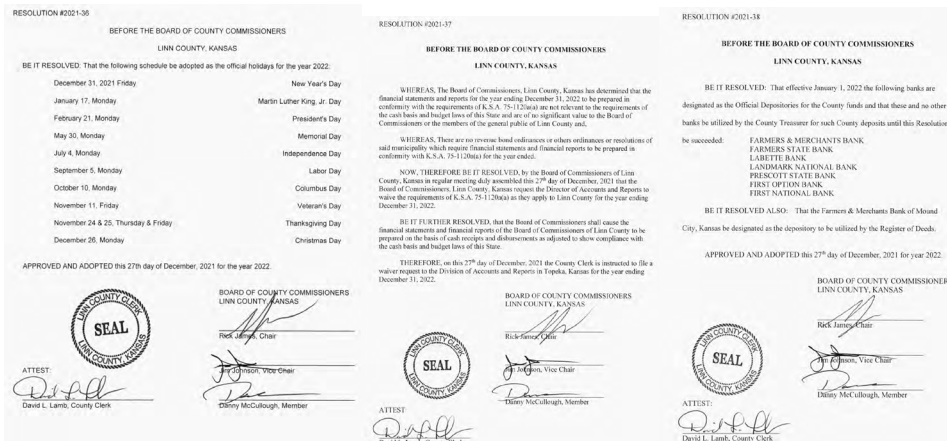 RESOLUTION #2021-36
BEFORE THE BOARD OF COUNTY COMMISSIONERS
LINN COUNTY, KANSAS
BE IT RESOLVED: That the following schedule be adopted as the official holidays for the year 2022:
December 31, 2021 Friday New Year's Day
January 17, Monday Martin Luther King, Jr. Day
February 21, Monday President's Day
May 30, Monday Memorial Day
July 4, Monday Independence Day
September 5, Monday Labor Day
October 10, Monday Columbus Day
November 11, Friday Veteran's Day
November 24 & 25, Thursday & Friday Thanksgiving Day
December 26, Monday Christmas Day
APPROVED AND ADOPTED this 27th day of December, 2021 for the year 2022.
BOARD OF COUNTY COMMISSIONERS
LINN COUNTY, KANSAS
Rick James, Chair
LINN COUNTY CLERK
SEAL
LINN COUNTY, KANSAS
Jim Johnson, Vice Chair
ATTEST:
David L. Lamb, County Clerk
Danny McCullough, Member
RESOLUTION #2021-37
BEFORE THE BOARD OF COUNTY COMMISSIONERS
LINN COUNTY, KANSAS
WHEREAS, The Board of Commissioners, Linn County, Kansas has determined that the
financial statements and reports for the year ending December 31, 2022 to be prepared in
conformity with the requirements of K.S.A. 75-1120a(a) are not relevant to the requirements of
the cash basis and budget laws of this State and are of no significant value to the Board of
Commissioners or the members of the general public of Linn County and,
WHEREAS, There are no revenue bond ordinances or others ordinances or resolutions of
said municipality which require financial statements and financial reports to be prepared in
conformity with K.S.A. 75-1120a(a) for the year ended.
NOW, THEREFORE BE IT RESOLVED, by the Board of Commissioners of Linn
County, Kansas in regular meeting duly assembled this 27th day of December, 2021 that the
Board of Commissioners, Linn County, Kansas request the Director of Accounts and Reports to
waive the requirements of K.S.A. 75-1120a(a) as they apply to Linn County for the year ending
December 31, 2022.
BE IT FURTHER RESOLVED, that the Board of Commissioners shall cause the
financial statements and financial reports of the Board of Commissioners of Linn County to be
prepared on the basis of cash receipts and disbursements as adjusted to show compliance with
the cash basis and budget laws of this State.
THEREFORE, on this 27th day of December, 2021 the County Clerk is instructed to file a
waiver request to the Division of Accounts and Reports in Topeka, Kansas for the year ending
December 31, 2022.
BOARD OF COUNTY COMMISSIONERS
LINN COUNTY, KANSAS
Rick James, Chair
LINN COUNTY CLERK
SEAL
LINN COUNTY, KANSAS
Jim Johnson, Vice Chair
Danny McCullough, Member
ATTEST
RESOLUTION #2021-38
BEFORE THE BOARD OF COUNTY COMMISSIONERS
LINN COUNTY, KANSAS
BE IT RESOLVED: That effective January 1, 2022 the following banks are
designated as the Official Depositories for the County funds and that these and no other
banks be utilized by the County Treasurer for such County deposits until this Resolution
be succeeded: FARMERS & MERCHANTS BANK
FARMERS STATE BANK
LABETTE BANK
LANDMARK NATIONAL BANK
PRESCOTT STATE BANK
FIRST OPTION BANK
FIRST NATIONAL BANK
BE IT RESOLVED ALSO: That the Farmers & Merchants Bank of Mound
City, Kansas be designated as the depository to be utilized by the Register of Deeds.
APPROVED AND ADOPTED this 27th day of December, 2021 for year 2022
BOARD OF COUNTY COMMISSIONER
LINN COUNTY, KANSAS
Rick James, Chair
LINN COUNTY CLERK
SEAL
LINN COUNTY, KANSAS
Jim Johnson, Vice Chair
Danny McCullough, Member
ATTEST:
David L. Lamb, County Clerk